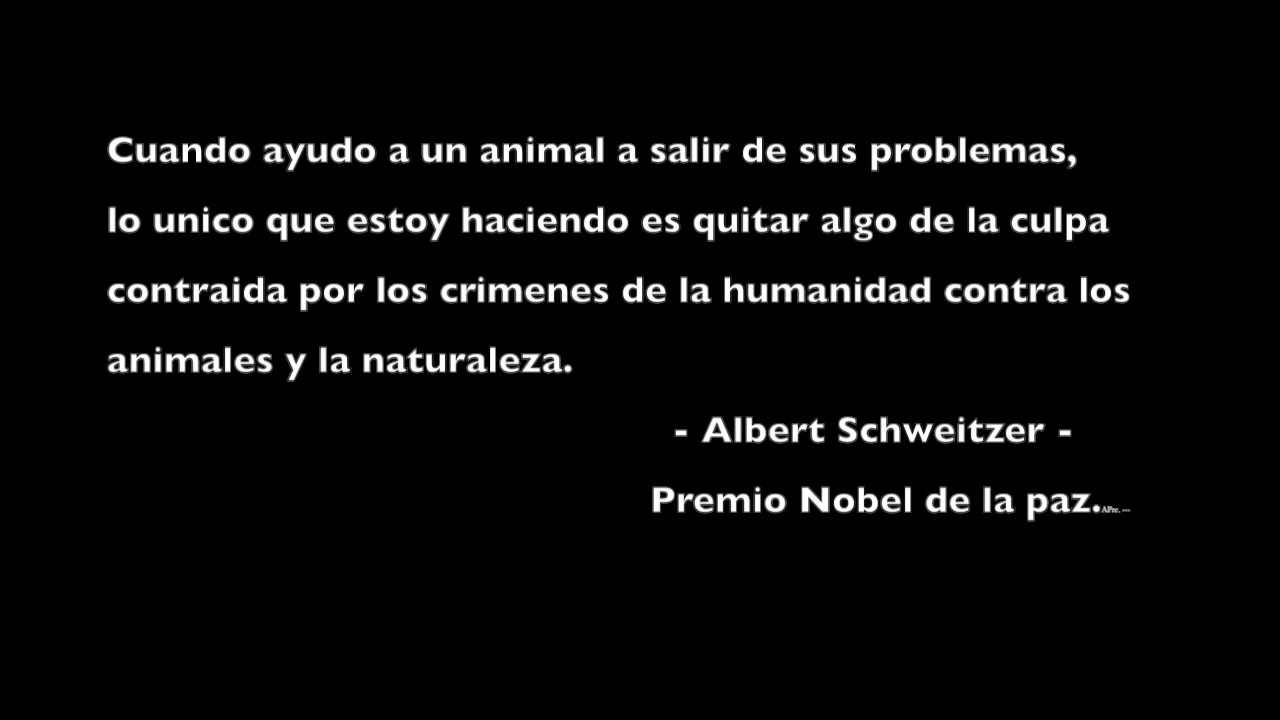 Cuando ayudo a un animal a salir de sus problemas,
lo unico que estoy haciendo es quitar algo de la culpa
contraida por los crimenes de la humanidad contra los
animales y la naturaleza.
- Albert Schweitzer -
Premio Nobel de la paz.